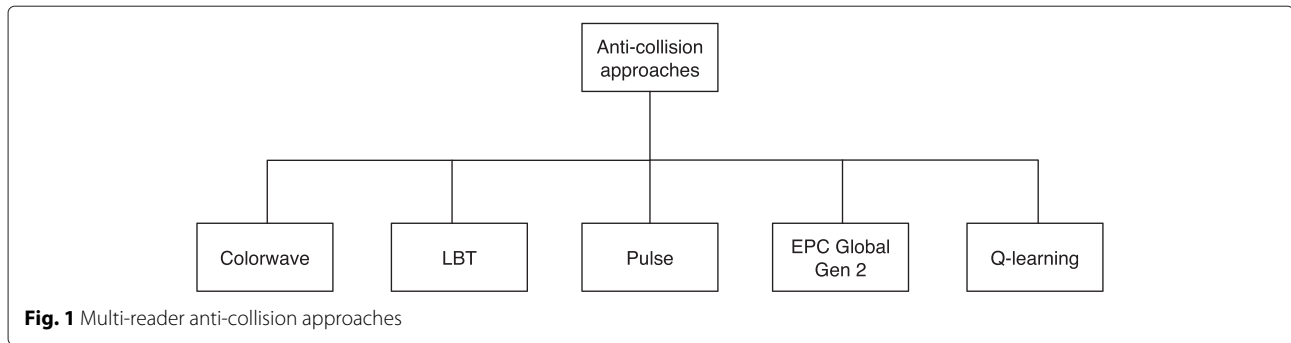 Anti-collision
approaches
Colorwave
LBT
Pulse
EPC Global
Gen 2
Q-learning
Fig. 1 Multi-reader anti-collision approaches